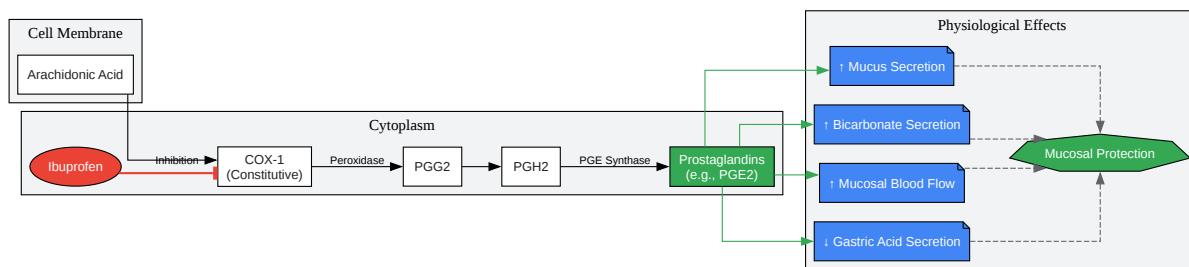 Cell Membrane
Arachidonic Acid
Cytoplasm
Ibuprofen
Inhibition
COX-1
(Constitutive)
Peroxidase
PGG2
PGH2
PGE Synthase
Prostaglandins
(e.g., PGE2)
Physiological Effects
↑ Mucus Secretion
↑ Bicarbonate Secretion
↑ Mucosal Blood Flow
↓ Gastric Acid Secretion
Mucosal Protection